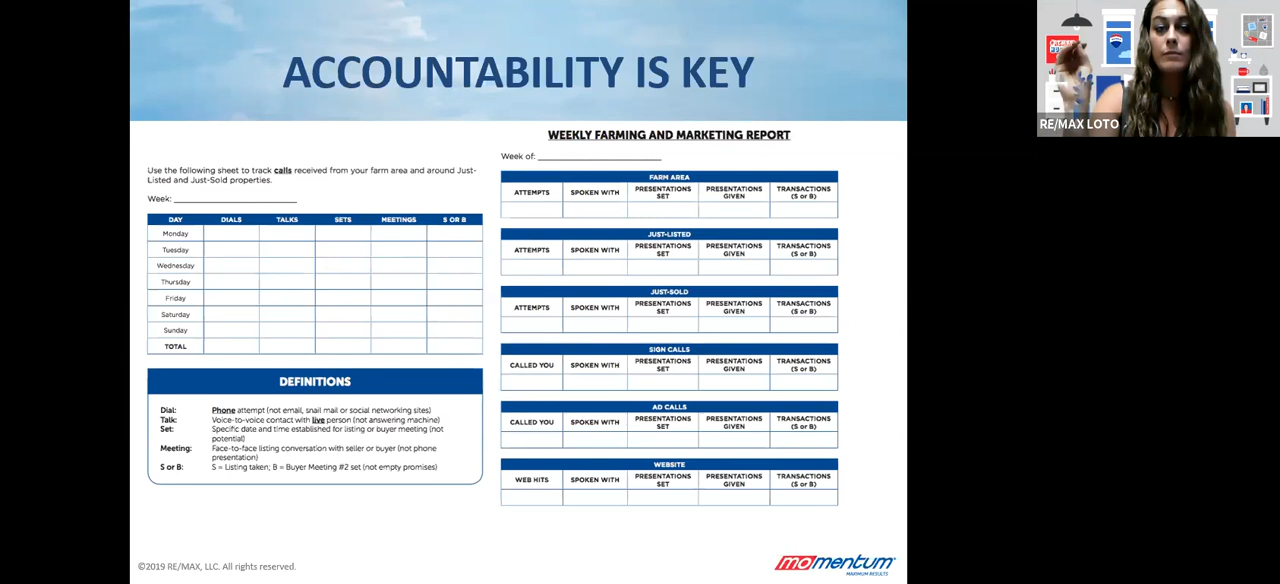 ACCOUNTABILITY IS KEY
Use the following sheet to track calls received from your farm area and around Just-
Listed and Just-Sold properties.
Week:
DAY DIALS TALKS SETS MEETINGS S OR B
Monday
Tuesday
Wednesday
Thursday
Friday
Saturday
Sunday
TOTAL
DEFINITIONS
Dial: Phone attempt (not email, snail mail or social networking sites)
Talk: Voice-to-voice contact with live person (not answering machine)
Set: Specific date and time established for listing or buyer meeting (not
potential)
Meeting: Face-to-face listing conversation with seller or buyer (not phone
presentation)
S or B: S = Listing taken; B = Buyer Meeting #2 set (not empty promises)
WEEKLY FARMING AND MARKETING REPORT
Week of:
FARM AREA
ATTEMPTS SPOKEN WITH PRESENTATIONS SET PRESENTATIONS GIVEN TRANSACTIONS (S or B)
JUST-LISTED
ATTEMPTS SPOKEN WITH PRESENTATIONS SET PRESENTATIONS GIVEN TRANSACTIONS (S or B)
JUST-SOLD
ATTEMPTS SPOKEN WITH PRESENTATIONS SET PRESENTATIONS GIVEN TRANSACTIONS (S or B)
SIGN CALLS
CALLED YOU SPOKEN WITH PRESENTATIONS SET PRESENTATIONS GIVEN TRANSACTIONS (S or B)
AD CALLS
CALLED YOU SPOKEN WITH PRESENTATIONS SET PRESENTATIONS GIVEN TRANSACTIONS (S or B)
WEBSITE
WEB HITS SPOKEN WITH PRESENTATIONS SET PRESENTATIONS GIVEN TRANSACTIONS (S or B)
©2019 RE/MAX, LLC. All rights reserved.
momentum
MAXIMUM RESULTS
RE/MAX LOTO